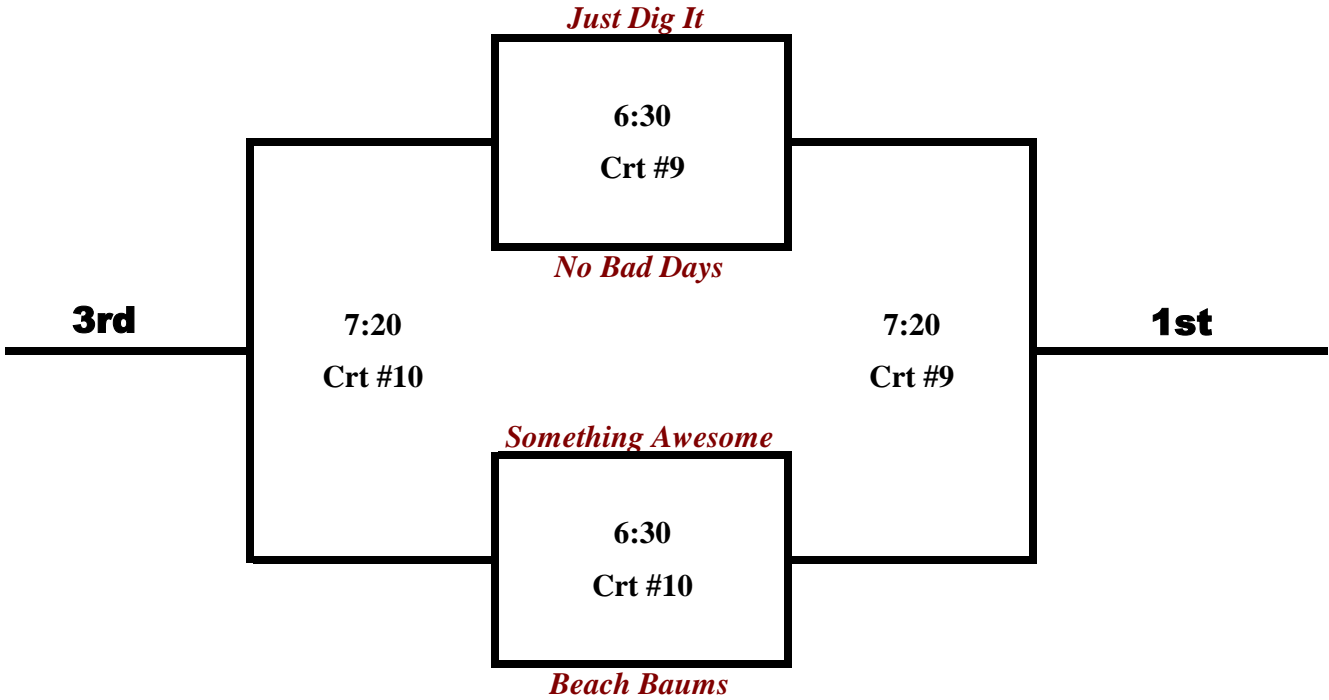 Just Dig It
6:30
Crt #9
No Bad Days
3rd
7:20
Crt #10
7:20
Crt #9
1st
Something Awesome
6:30
Crt #10
Beach Baums